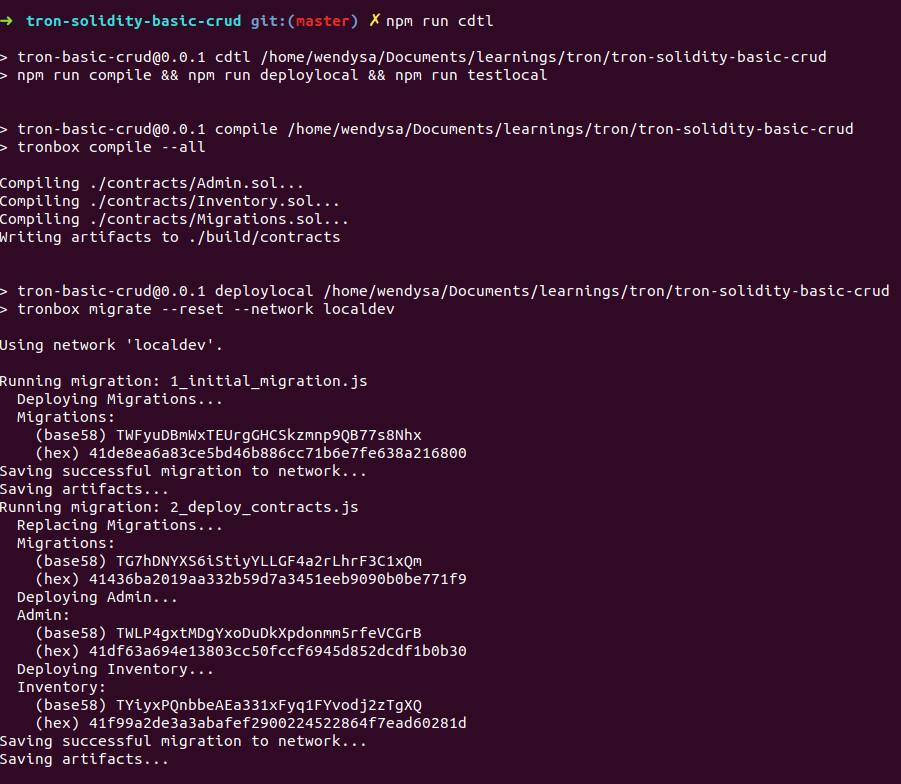 → tron-solidity-basic-crud git:(master) ✗ npm run cdtl
> tron-basic-crud@0.0.1 cdtl /home/wendysa/Documents/learnings/tron/tron-solidity-basic-crud
> npm run compile && npm run deploylocal && npm run testlocal
> tron-basic-crud@0.0.1 compile /home/wendysa/Documents/learnings/tron/tron-solidity-basic-crud
> tronbox compile --all
Compiling ./contracts/Admin.sol...
Compiling ./contracts/Inventory.sol...
Compiling ./contracts/Migrations.sol...
Writing artifacts to ./build/contracts
> tron-basic-crud@0.0.1 deploylocal /home/wendysa/Documents/learnings/tron/tron-solidity-basic-crud
> tronbox migrate --reset --network localdev
Using network 'localdev'.
Running migration: 1_initial_migration.js
Deploying Migrations...
Migrations:
(base58) TWFyuDBmWxTEUrgGHCSkzmnp9QB77s8Nhx
(hex) 41de8ea6a83ce5bd46b886cc71b6e7fe638a216800
Saving successful migration to network...
Saving artifacts...
Running migration: 2_deploy_contracts.js
Replacing Migrations...
Migrations:
(base58) TG7hDNYXS6iStiyYLLGF4a2rLhrF3C1xQm
(hex) 41436ba2019aa332b59d7a3451eeb9090b0be771f9
Deploying Admin...
Admin:
(base58) TWLP4gxtMDgYxoDuDkXpdonmm5rfeVCGrB
(hex) 41df63a694e13803cc50fccf6945d852dcdf1b0b30
Deploying Inventory...
Inventory:
(base58) TYiyxPQnbbeAEa331xFyq1FYvodj2zTgXQ
(hex) 41f99a2de3a3abafef2900224522864f7ead60281d
Saving successful migration to network...
Saving artifacts...